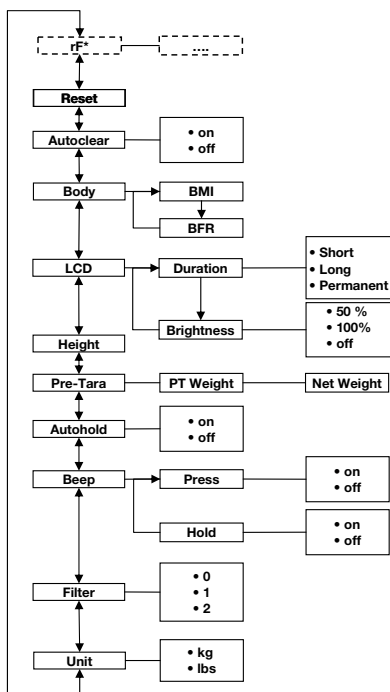 rF*
....
Reset
Autoclear
• on
• off
Body
BMI
BFR
LCD
Duration
• Short
• Long
• Permanent
Brightness
• 50 %
• 100%
• off
Height
Pre-Tara
PT Weight
Net Weight
Autohold
• on
• off
Beep
Press
• on
• off
Hold
• on
• off
Filter
• 0
• 1
• 2
Unit
• kg
• lbs